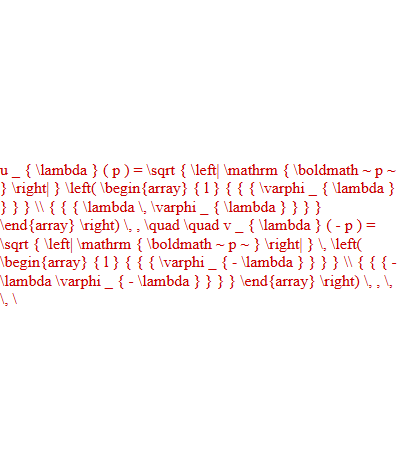 u _ { \lambda } ( p ) = \sqrt { \left| \mathrm { \boldmath ~ p ~
} \right| } \left( \begin{array} { l } { { { \varphi _ { \lambda }
} } } \\ { { { \lambda \, \varphi _ { \lambda } } } }
\end{array} \right) \, , \quad \quad v _ { \lambda } ( - p ) =
\sqrt { \left| \mathrm { \boldmath ~ p ~ } \right| } \, \left(
\begin{array} { l } { { { \varphi _ { - \lambda } } } } \\ { { { -
\lambda \varphi _ { - \lambda } } } } \end{array} \right) \, , \,
\, \